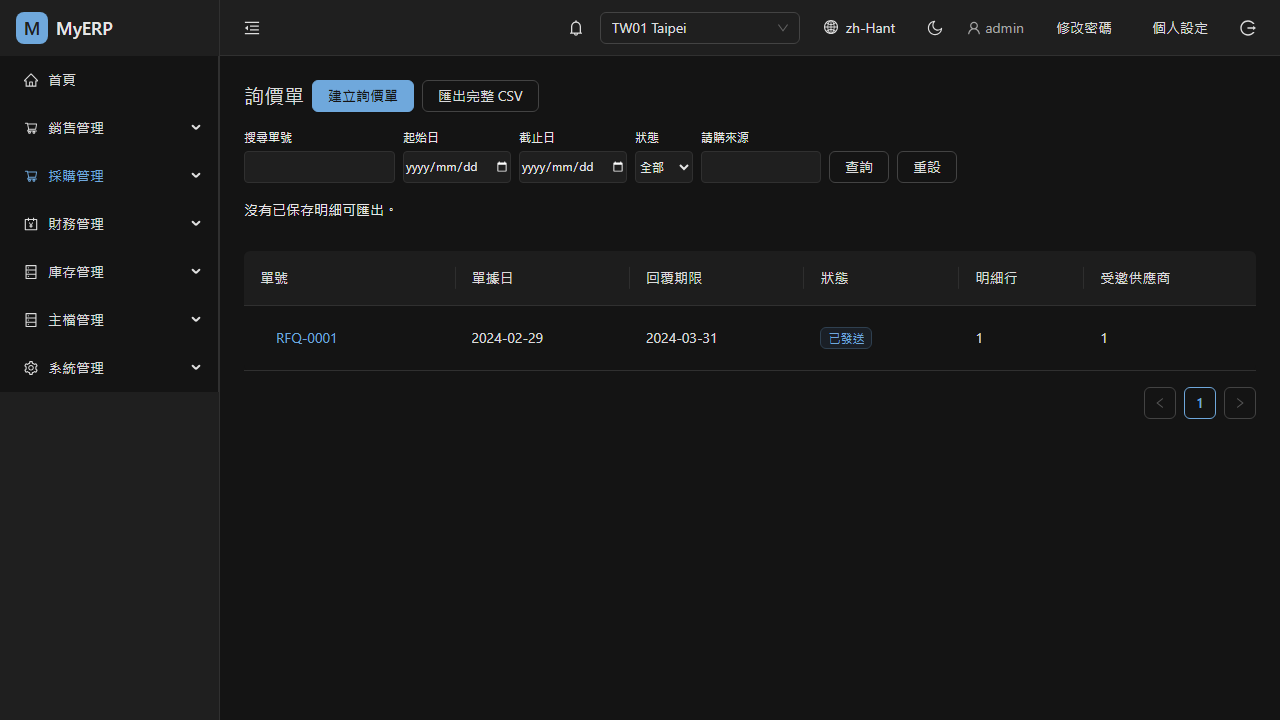 M MyERP
TW01 Taipei
zh-Hant
admin
修改密碼
個人設定
首頁
銷售管理
採購管理
財務管理
庫存管理
主檔管理
系統管理
詢價單
建立詢價單
匯出完整 CSV
搜尋單號
起始日
截止日
狀態
請購來源
yyyy/mm/dd
yyyy/mm/dd
全部
查詢
重設
沒有已保存明細可匯出。
單號 單據日 回覆期限 狀態 明細行 受邀供應商
RFQ-0001 2024-02-29 2024-03-31 已發送 1 1
1